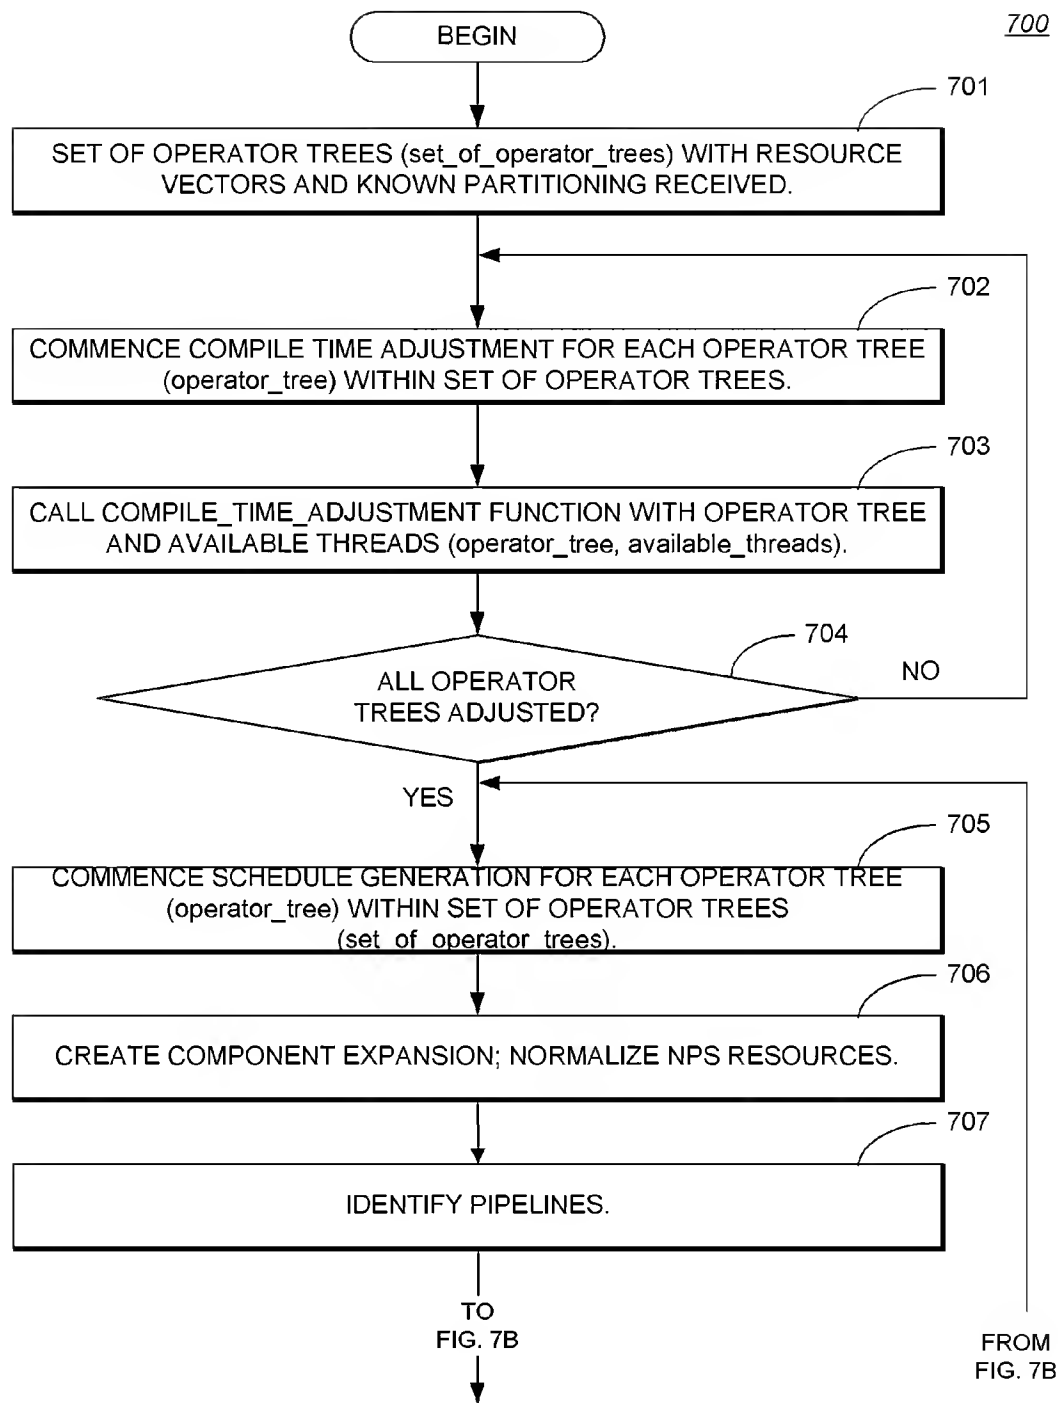 BEGIN
700
701
SET OF OPERATOR TREES (set_of_operator_trees) WITH RESOURCE
VECTORS AND KNOWN PARTITIONING RECEIVED.
702
COMMENCE COMPILE TIME ADJUSTMENT FOR EACH OPERATOR TREE
(operator_tree) WITHIN SET OF OPERATOR TREES.
703
CALL COMPILE_TIME_ADJUSTMENT FUNCTION WITH OPERATOR TREE
AND AVAILABLE THREADS (operator_tree, available_threads).
704
ALL OPERATOR
TREES ADJUSTED?
NO
YES
705
COMMENCE SCHEDULE GENERATION FOR EACH OPERATOR TREE
(operator_tree) WITHIN SET OF OPERATOR TREES
(set_of_operator_trees).
706
CREATE COMPONENT EXPANSION; NORMALIZE NPS RESOURCES.
707
IDENTIFY PIPELINES.
TO
FIG. 7B
FROM
FIG. 7B